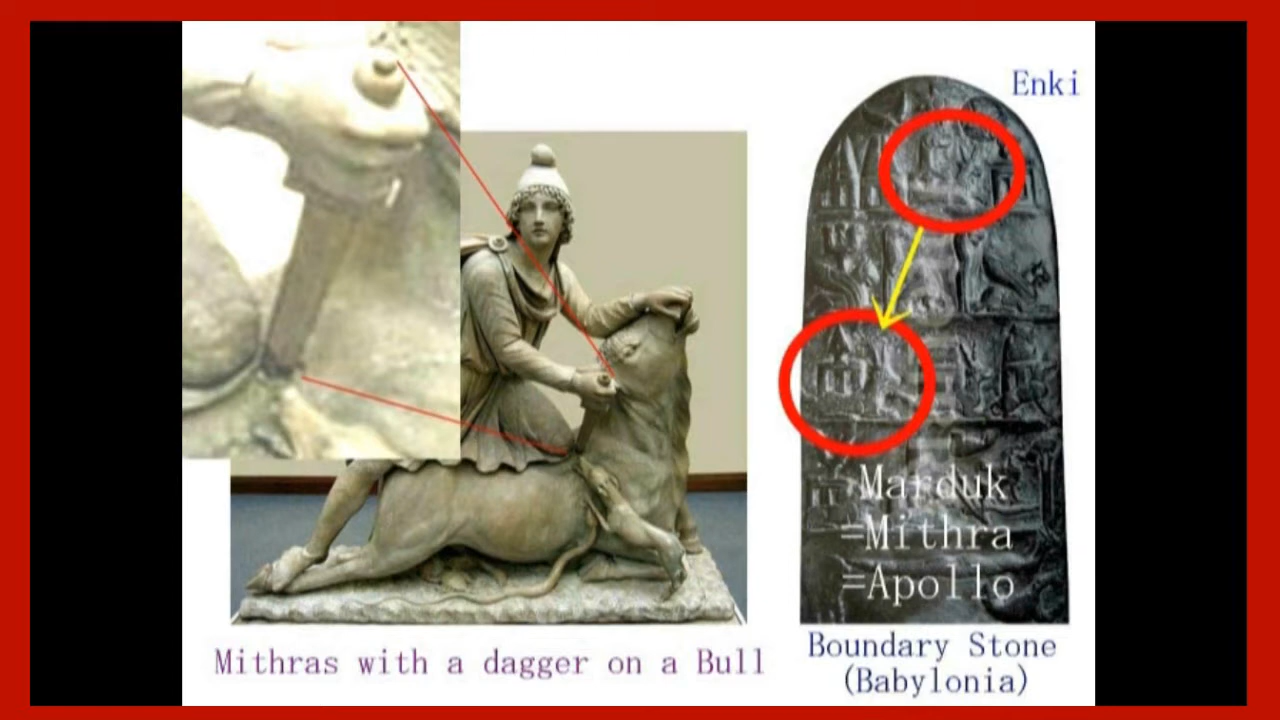 Enki
Marduk
=Mithra
=Apollo
Mithras with a dagger on a Bull
Boundary Stone
(Babylonia)